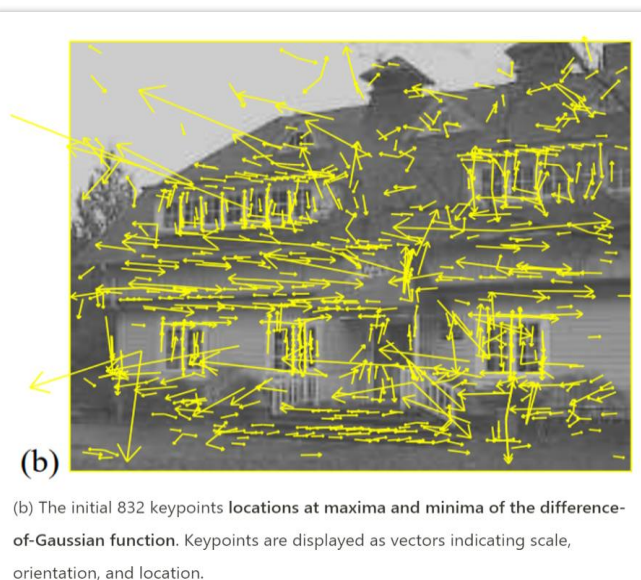 (b)
(b) The initial 832 keypoints locations at maxima and minima of the difference-
of-Gaussian function. Keypoints are displayed as vectors indicating scale,
orientation, and location.